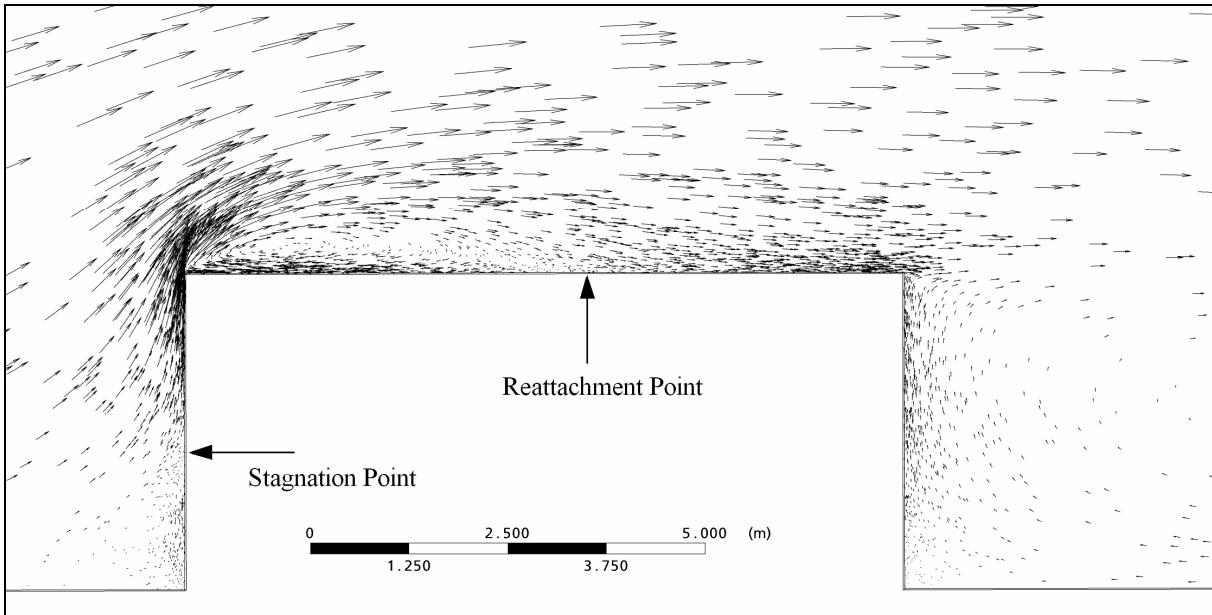 Reattachment Point
Stagnation Point
0 2.500 5.000 (m)
1.250 3.750